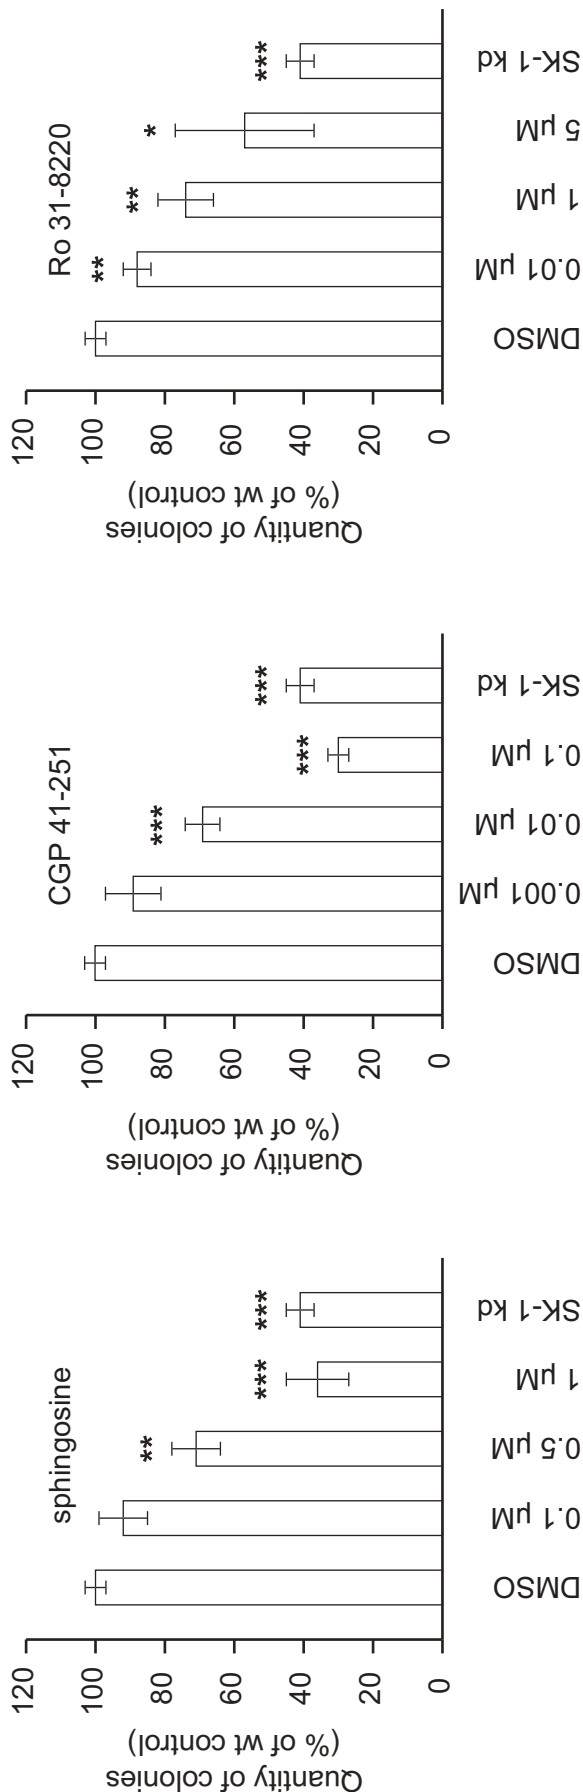 sphingosine
Quantity of colonies
(% of wt control)
120
100
80
60
40
20
0
**
***
***
DMSO
0.1 µM
0.5 µM
1 µM
SK-1 kd
CGP 41-251
Quantity of colonies
(% of wt control)
120
100
80
60
40
20
0
***
***
***
DMSO
0.001 µM
0.01 µM
0.1 µM
SK-1 kd
Ro 31-8220
Quantity of colonies
(% of wt control)
120
100
80
60
40
20
0
**
**
*
***
DMSO
0.01 µM
1 µM
5 µM
SK-1 kd